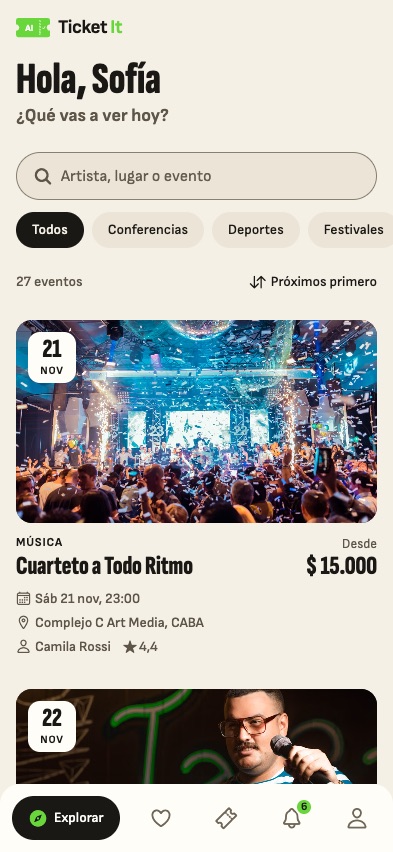 AI Ticket It
Hola, Sofía
¿Qué vas a ver hoy?
Artista, lugar o evento
Todos Conferencias Deportes Festivales
27 eventos Próximos primero
21
NOV
MÚSICA Desde
Cuarteto a Todo Ritmo $ 15.000
Sáb 21 nov, 23:00
Complejo C Art Media, CABA
Camila Rossi ★ 4,4
22
NOV
Explorar 6